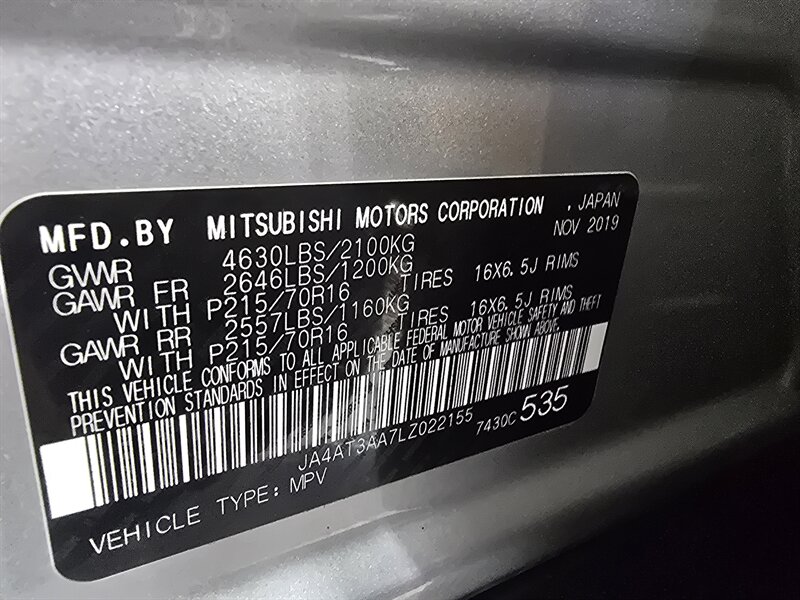 MFD.BY MITSUBISHI MOTORS CORPORATION , JAPAN
NOV 2019
GVWR 4630LBS/2100KG
GAWR FR 2646LBS/1200KG
WITH P215/70R16 TIRES 16X6.5J RIMS
GAWR RR 2557LBS/1160KG
WITH P215/70R16 TIRES 16X6.5J RIMS
THIS VEHICLE CONFORMS TO ALL APPLICABLE FEDERAL MOTOR VEHICLE SAFETY AND THEFT
PREVENTION STANDARDS IN EFFECT ON THE DATE OF MANUFACTURE SHOWN ABOVE.
JA4AT3AA7LZ022155 7430C 535
VEHICLE TYPE: MPV